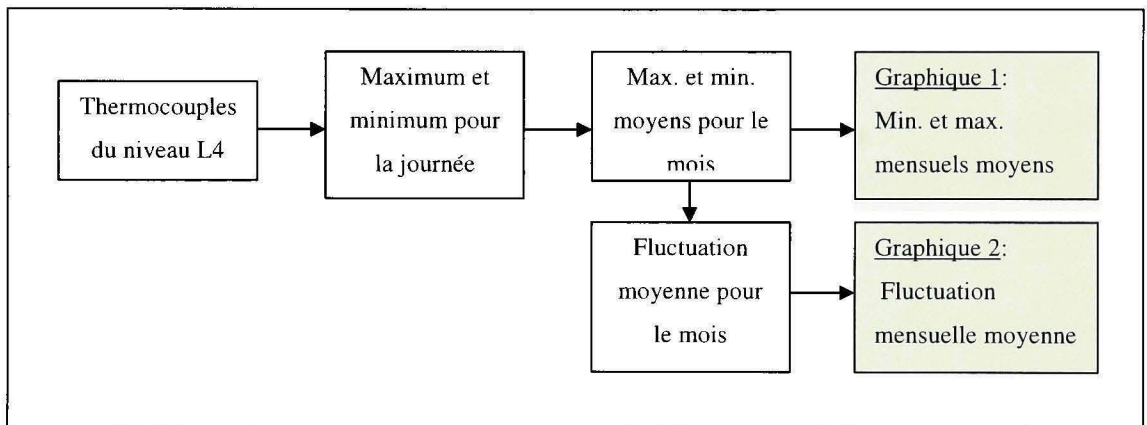 Thermocouples
du niveau L4
Maximum et
minimum pour
la journée
Max. et min.
moyens pour le
mois
Graphique 1:
Min. et max.
mensuels moyens
Fluctuation
moyenne pour
le mois
Graphique 2:
Fluctuation
mensuelle moyenne